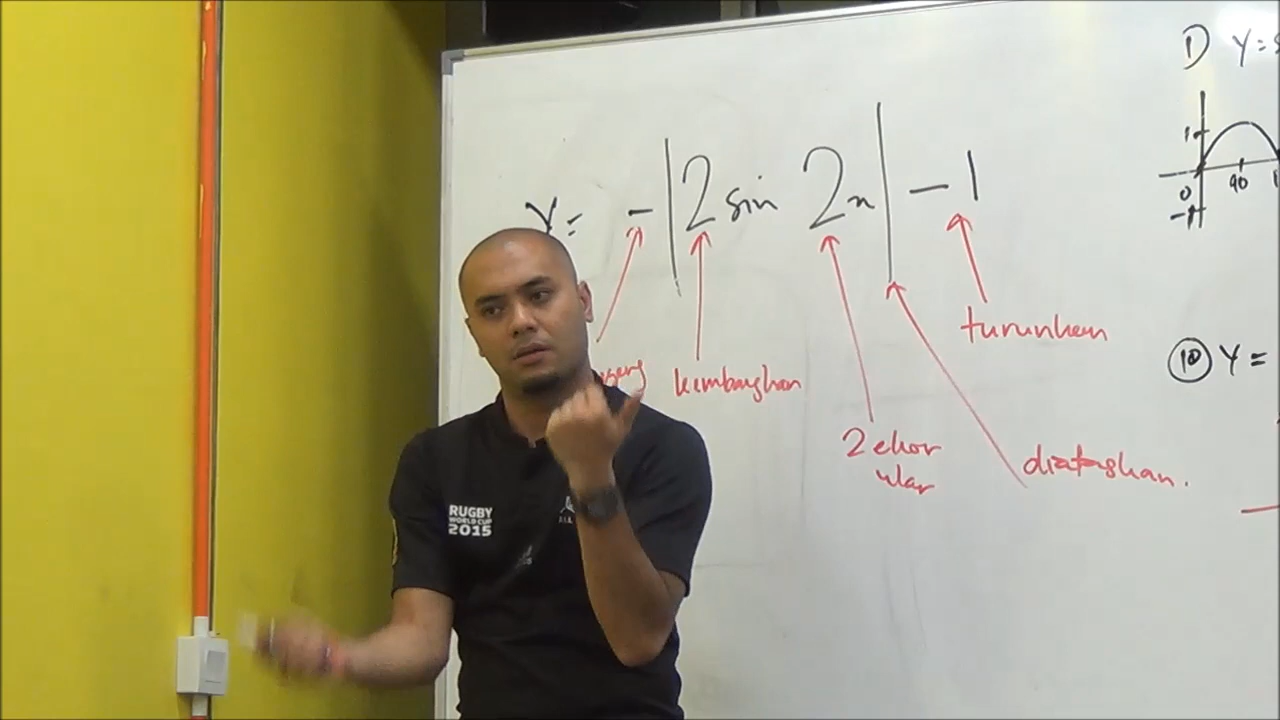 y = - |2 sin 2x| - 1
turunkan
kembangkan
2 ekor
ular
diataskan.
RUGBY
WORLD CUP
2015
D y =
1
0
90
-1
10 y =